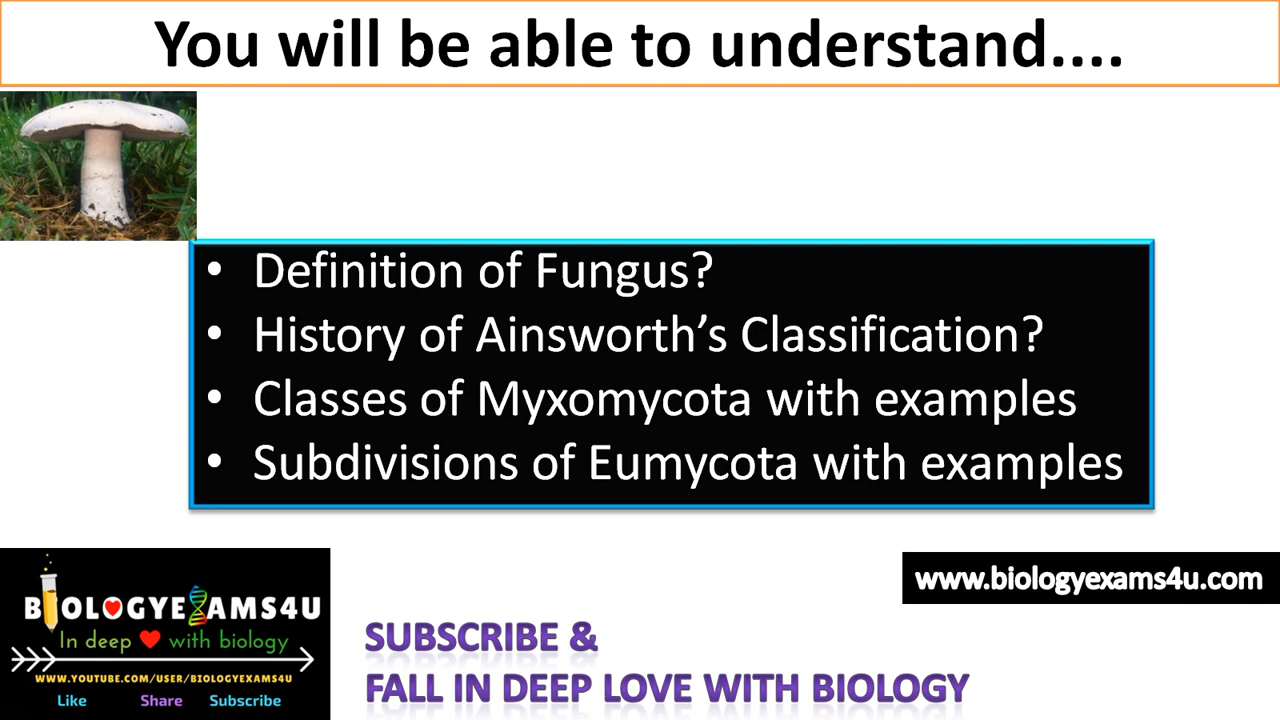 You will be able to understand....
• Definition of Fungus?
• History of Ainsworth’s Classification?
• Classes of Myxomycota with examples
• Subdivisions of Eumycota with examples
BIOLOGYEXAMS4U
In deep ❤ with biology
WWW.YOUTUBE.COM/USER/BIOLOGYEXAMS4U
Like Share Subscribe
SUBSCRIBE &
FALL IN DEEP LOVE WITH BIOLOGY
www.biologyexams4u.com